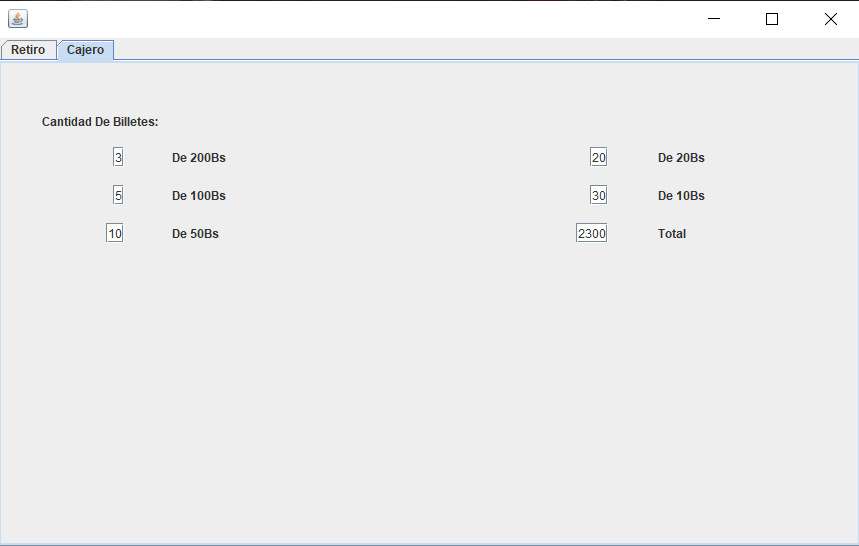 Retiro Cajero
Cantidad De Billetes:
3 De 200Bs 20 De 20Bs
5 De 100Bs 30 De 10Bs
10 De 50Bs 2300 Total